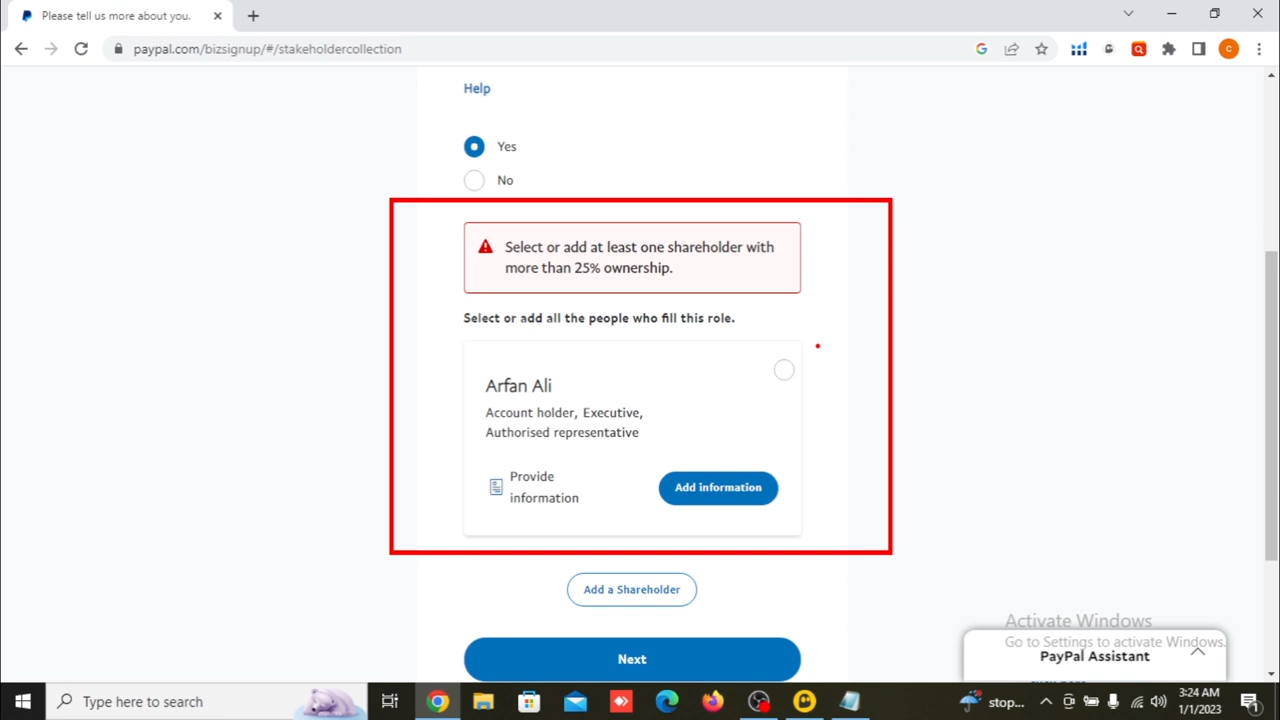 Please tell us more about you.
paypal.com/bizsignup/#/stakeholdercollection
C
Help
Yes
No
Select or add at least one shareholder with
more than 25% ownership.
Select or add all the people who fill this role.
Arfan Ali
Account holder, Executive,
Authorised representative
Provide
information
Add information
Add a Shareholder
Next
Activate Windows
Go to Settings to activate Windows.
PayPal Assistant
Type here to search
stop...
3:24 AM
1/1/2023
1